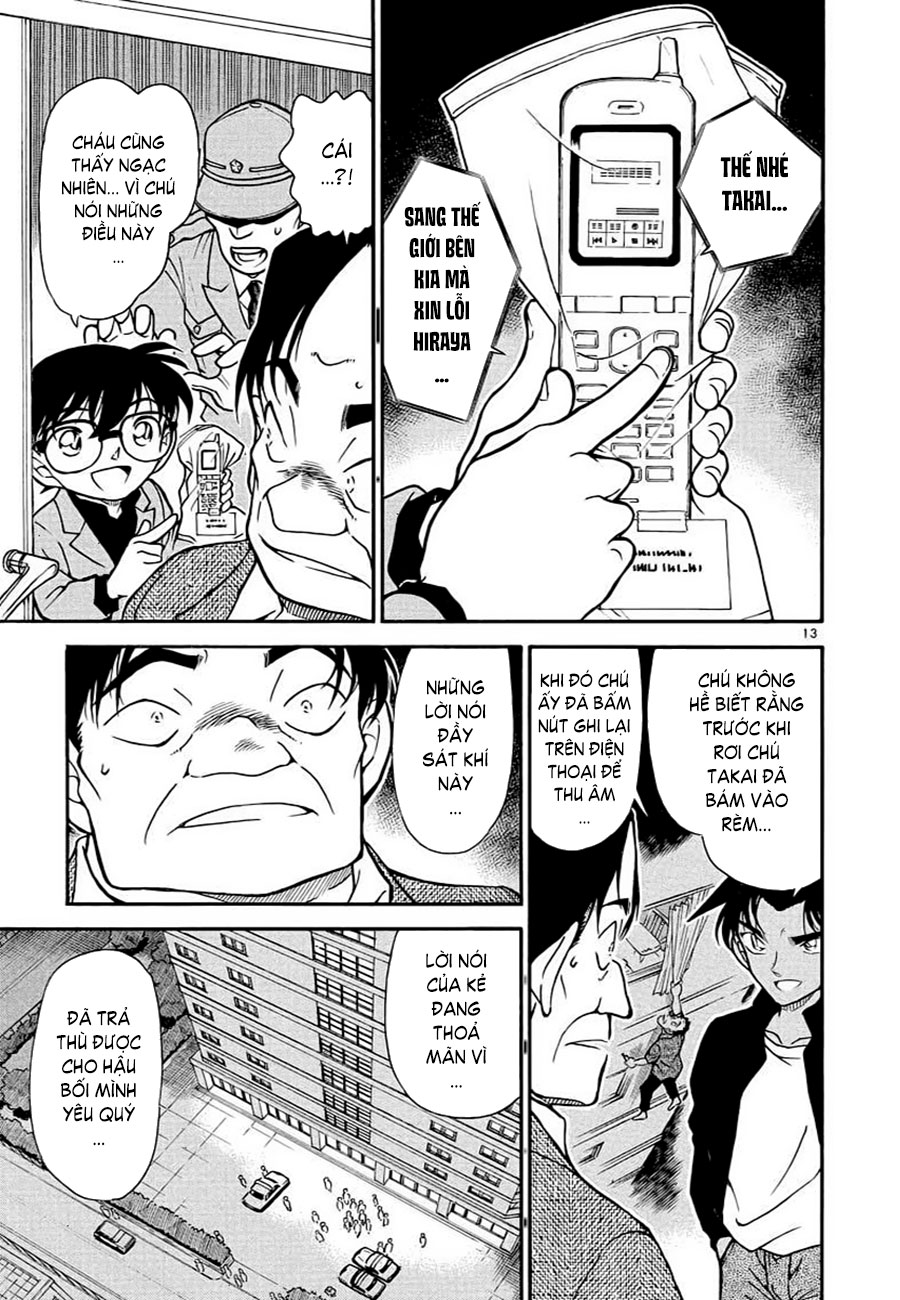 THẾ NHÉ
TAKAI...
SANG THẾ
GIỚI BÊN
KIA MÀ
XIN LỖI
HIRAYA
...
CÁI
...?!
CHÁU CŨNG
THẤY NGẠC
NHIÊN... VÌ CHÚ
NÓI NHỮNG
ĐIỀU NÀY
...
13
CHÚ KHÔNG
HỀ BIẾT RẰNG
TRƯỚC KHI
RƠI CHÚ
TAKAI ĐÃ
BÁM VÀO
RÈM...
KHI ĐÓ CHÚ
ẤY ĐÃ BẤM
NÚT GHI LẠI
TRÊN ĐIỆN
THOẠI ĐỂ
THU ÂM
...
NHỮNG
LỜI NÓI
ĐẦY
SÁT KHÍ
NÀY
...
LỜI NÓI
CỦA KẺ
ĐANG
THOẢ
MÃN VÌ
...
ĐÃ TRẢ
THÙ ĐƯỢC
CHO HẬU
BỐI MÌNH
YÊU QUÝ
...